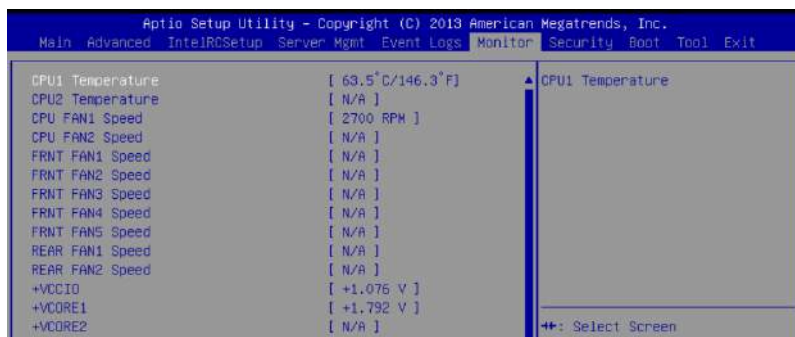 Aptio Setup Utility - Copyright (C) 2013 American Megatrends, Inc.
Main Advanced IntelRCSetup Server Mgmt Event Logs Monitor Security Boot Tool Exit
CPU1 Temperature [ 63.5°C/146.3°F]
CPU2 Temperature [ N/A ]
CPU FAN1 Speed [ 2700 RPM ]
CPU FAN2 Speed [ N/A ]
FRNT FAN1 Speed [ N/A ]
FRNT FAN2 Speed [ N/A ]
FRNT FAN3 Speed [ N/A ]
FRNT FAN4 Speed [ N/A ]
FRNT FAN5 Speed [ N/A ]
REAR FAN1 Speed [ N/A ]
REAR FAN2 Speed [ N/A ]
+VCCIO [ +1.076 V ]
+VCORE1 [ +1.792 V ]
+VCORE2 [ N/A ]
CPU1 Temperature
→←: Select Screen